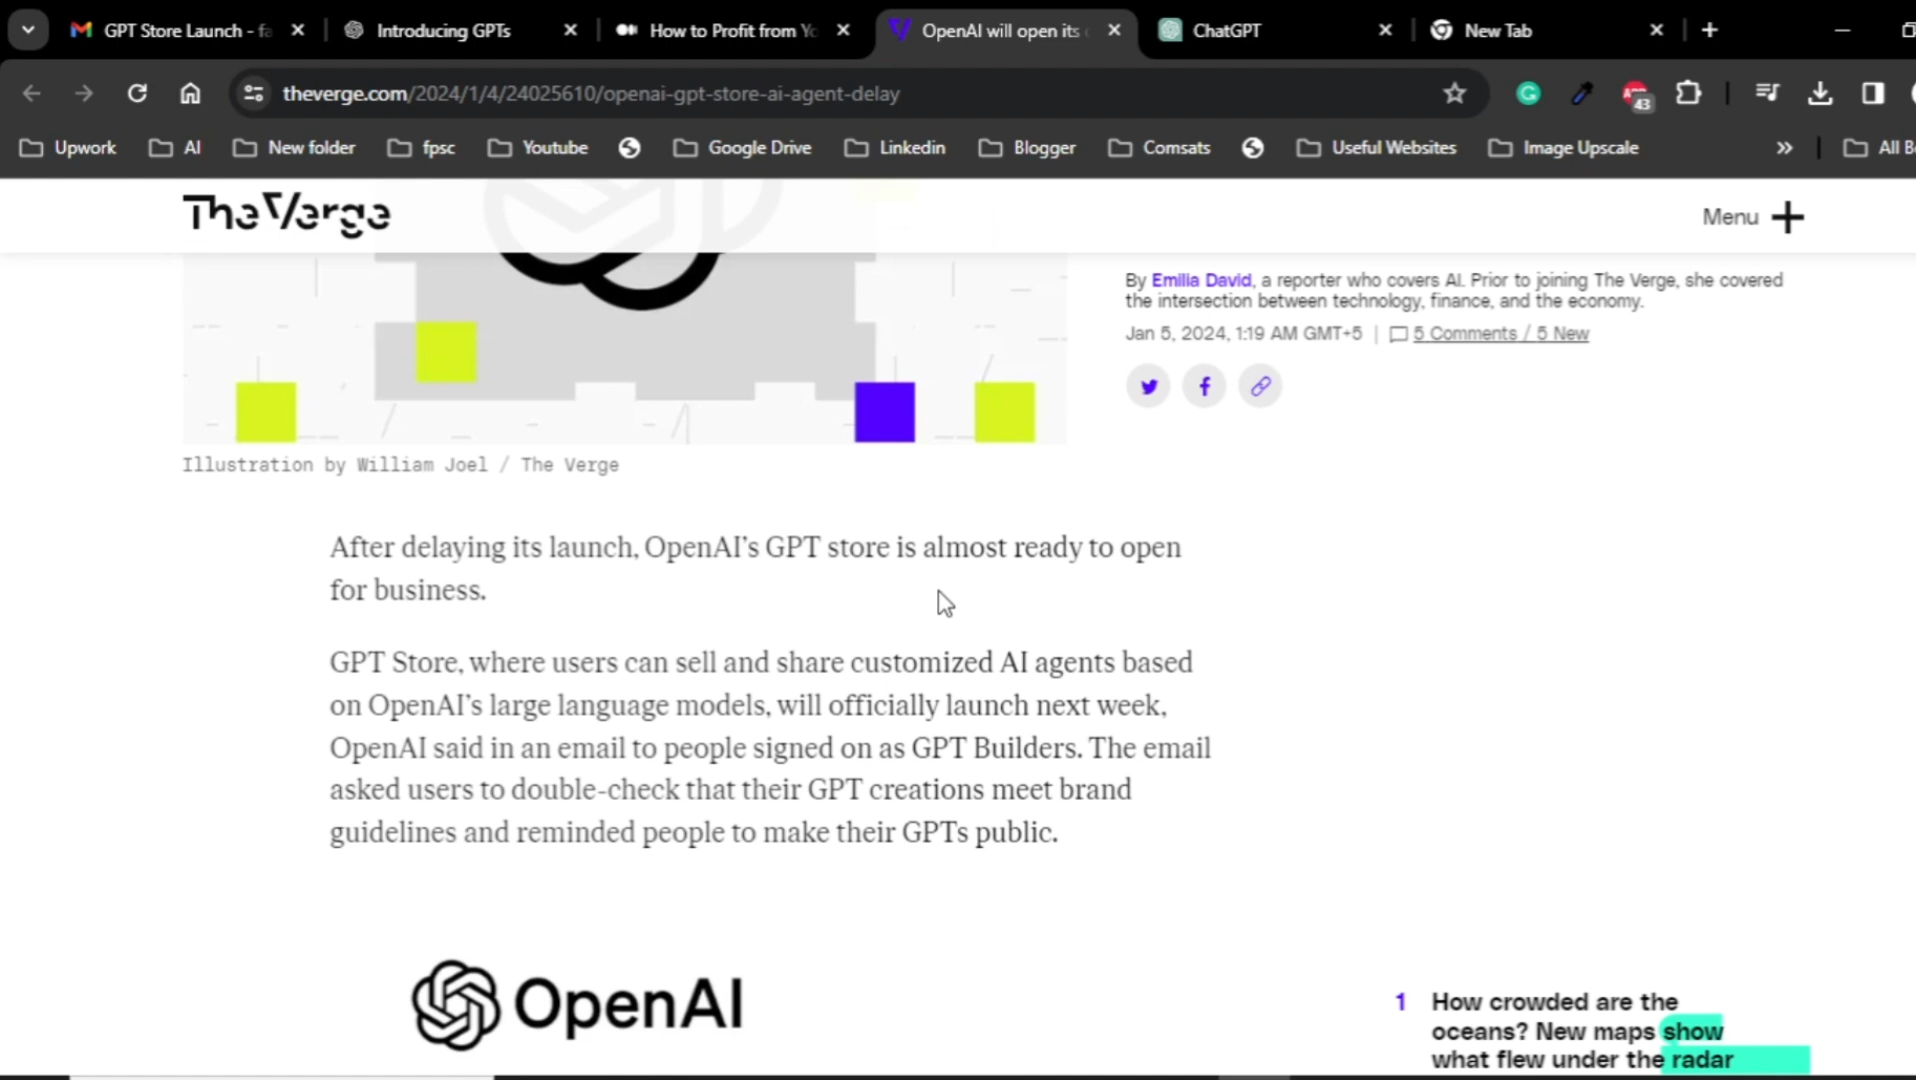 GPT Store Launch - fa
Introducing GPTs
How to Profit from Yo
OpenAI will open its
ChatGPT
New Tab
theverge.com/2024/1/4/24025610/openai-gpt-store-ai-agent-delay
43
Upwork
AI
New folder
fpsc
Youtube
Google Drive
Linkedin
Blogger
Comsats
Useful Websites
Image Upscale
All B
The Verge
Menu
By Emilia David, a reporter who covers AI. Prior to joining The Verge, she covered
the intersection between technology, finance, and the economy.
Jan 5, 2024, 1:19 AM GMT+5 | 5 Comments / 5 New
Illustration by William Joel / The Verge
After delaying its launch, OpenAI’s GPT store is almost ready to open
for business.
GPT Store, where users can sell and share customized AI agents based
on OpenAI’s large language models, will officially launch next week,
OpenAI said in an email to people signed on as GPT Builders. The email
asked users to double-check that their GPT creations meet brand
guidelines and reminded people to make their GPTs public.
OpenAI
1 How crowded are the
oceans? New maps show
what flew under the radar